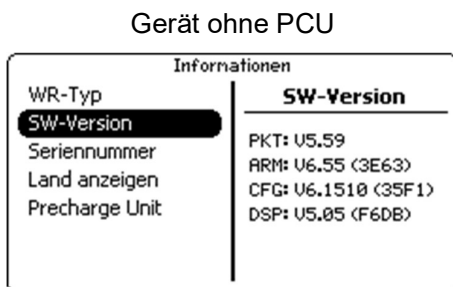 Gerät ohne PCU
Informationen
WR-Typ
SW-Version
Seriennummer
Land anzeigen
Precharge Unit
SW-Version
PKT: V5.59
ARM: V6.55 (3E63)
CFG: V6.1510 (35F1)
DSP: V5.05 (F6DB)